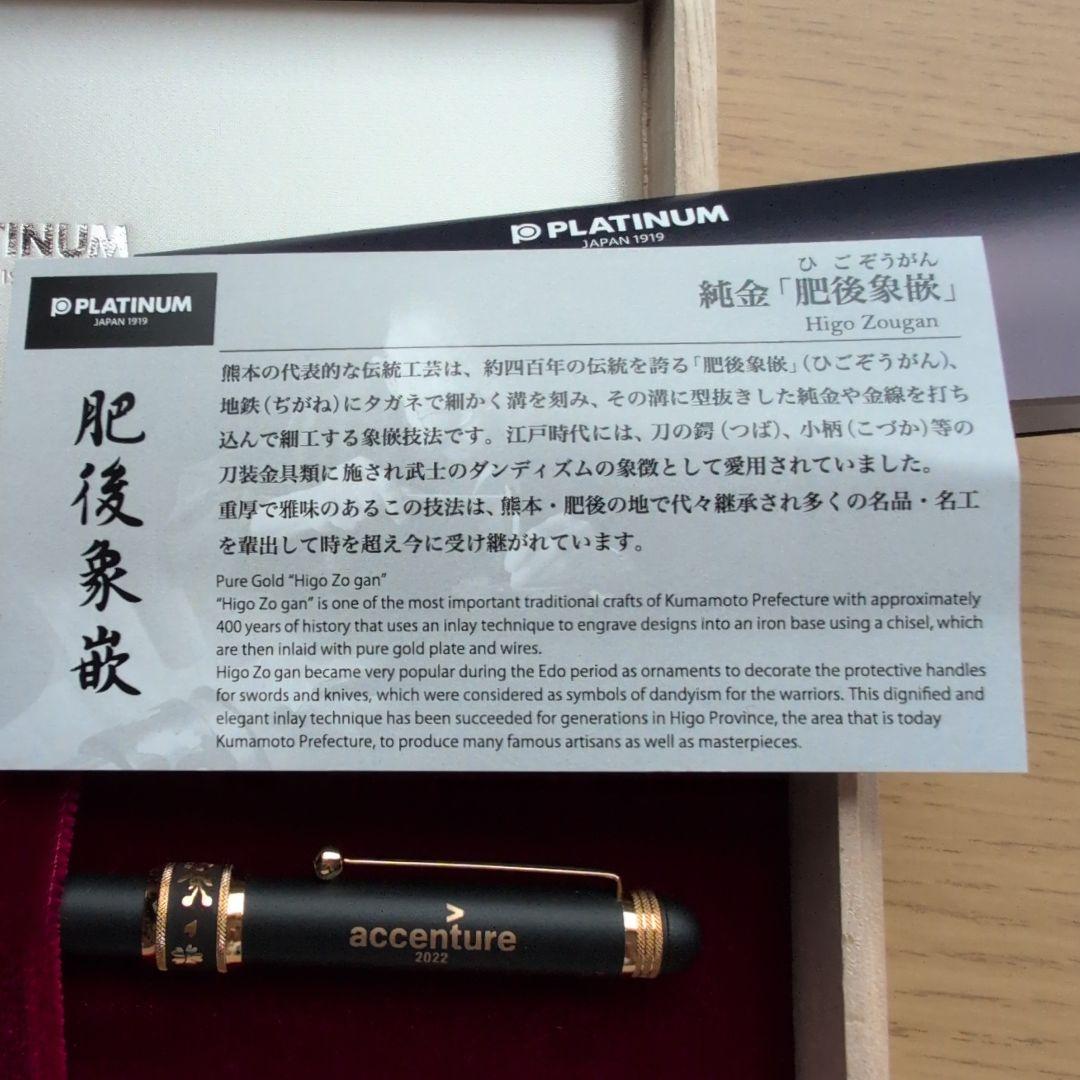 TINUM
PLATINUM
JAPAN 1919
PLATINUM
JAPAN 1919
ひごぞうがん
純金「肥後象嵌」
Higo Zougan
肥後象嵌
熊本の代表的な伝統工芸は、約四百年の伝統を誇る「肥後象嵌」(ひごぞうがん)、
地鉄(ぢがね)にタガネで細かく溝を刻み、その溝に型抜きした純金や金線を打ち
込んで細工する象嵌技法です。江戸時代には、刀の鍔(つば)、小柄(こづか)等の
刀装金具類に施され武士のダンディズムの象徴として愛用されていました。
重厚で雅味のあるこの技法は、熊本・肥後の地で代々継承され多くの名品・名工
を輩出して時を超え今に受け継がれています。
Pure Gold “Higo Zo gan”
“Higo Zo gan” is one of the most important traditional crafts of Kumamoto Prefecture with approximately
400 years of history that uses an inlay technique to engrave designs into an iron base using a chisel, which
are then inlaid with pure gold plate and wires.
Higo Zo gan became very popular during the Edo period as ornaments to decorate the protective handles
for swords and knives, which were considered as symbols of dandyism for the warriors. This dignified and
elegant inlay technique has been succeeded for generations in Higo Province, the area that is today
Kumamoto Prefecture, to produce many famous artisans as well as masterpieces.
accenture
2022